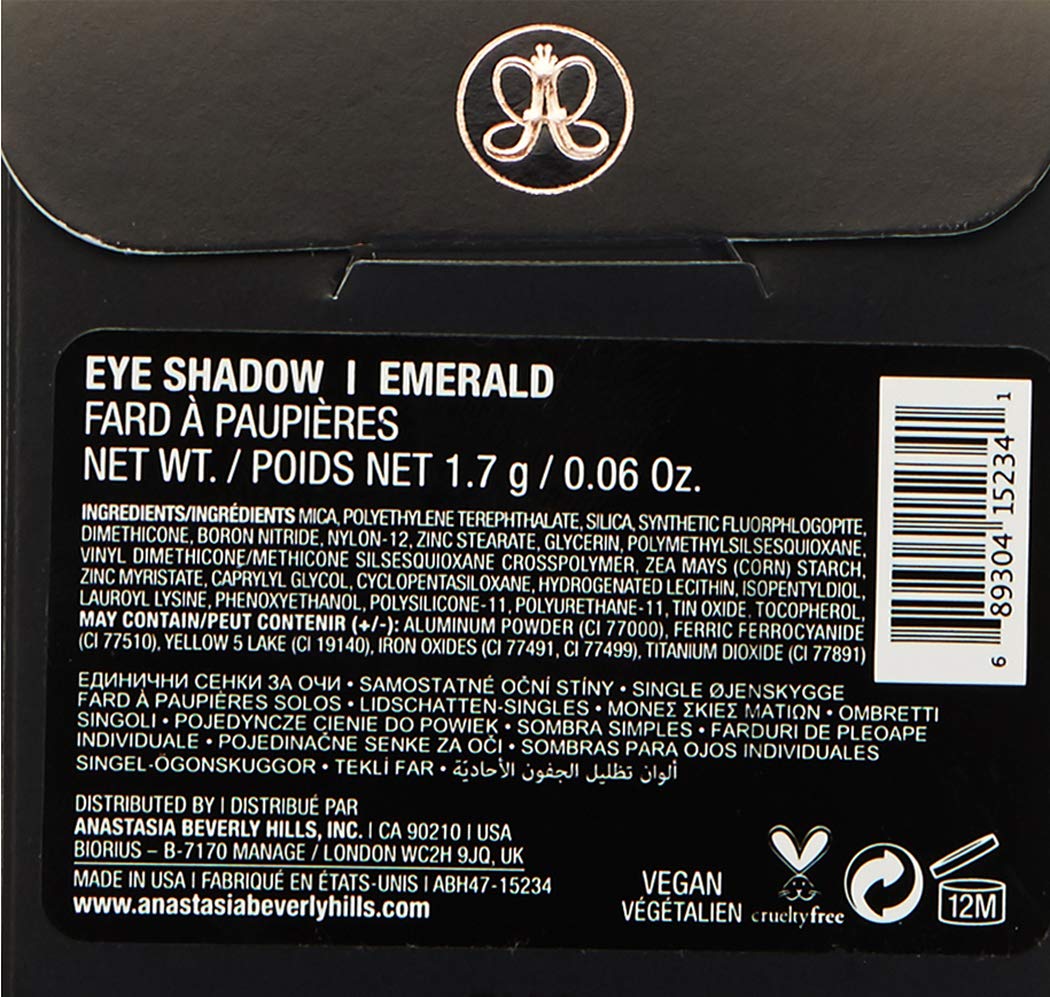 EYE SHADOW | EMERALD
FARD À PAUPIÈRES
NET WT. / POIDS NET 1.7 g / 0.06 Oz.
INGREDIENTS/INGRÉDIENTS MICA, POLYETHYLENE TEREPHTHALATE, SILICA, SYNTHETIC FLUORPHLOGOPITE,
DIMETHICONE, BORON NITRIDE, NYLON-12, ZINC STEARATE, GLYCERIN, POLYMETHYLSILSESQUIOXANE,
VINYL DIMETHICONE/METHICONE SILSESQUIOXANE CROSSPOLYMER, ZEA MAYS (CORN) STARCH,
ZINC MYRISTATE, CAPRYLYL GLYCOL, CYCLOPENTASILOXANE, HYDROGENATED LECITHIN, ISOPENTYLDIOL,
LAUROYL LYSINE, PHENOXYETHANOL, POLYSILICONE-11, POLYURETHANE-11, TIN OXIDE, TOCOPHEROL,
MAY CONTAIN/PEUT CONTENIR (+/-): ALUMINUM POWDER (CI 77000), FERRIC FERROCYANIDE
(CI 77510), YELLOW 5 LAKE (CI 19140), IRON OXIDES (CI 77491, CI 77499), TITANIUM DIOXIDE (CI 77891)
ЕДИНИЧНИ СЕНКИ ЗА ОЧИ • SAMOSTATNÉ OČNÍ STÍNY • SINGLE ØJENSKYGGE
FARD À PAUPIÈRES SOLOS • LIDSCHATTEN-SINGLES • ΜΟΝΕΣ ΣΚΙΕΣ ΜΑΤΙΩΝ • OMBRETTI
SINGOLI • POJEDYNCZE CIENIE DO POWIEK • SOMBRA SIMPLES • FARDURI DE PLEOAPE
INDIVIDUALE • POJEDINAČNE SENKE ZA OČI • SOMBRAS PARA OJOS INDIVIDUALES
SINGEL-ÖGONSKUGGOR • TEKLİ FAR • ألوان تظليل الجفون الأحاديّة
DISTRIBUTED BY | DISTRIBUÉ PAR
ANASTASIA BEVERLY HILLS, INC. | CA 90210 | USA
BIORIUS – B-7170 MANAGE / LONDON WC2H 9JQ, UK
MADE IN USA | FABRIQUÉ EN ÉTATS-UNIS | ABH47-15234
www.anastasiabeverlyhills.com
VEGAN
VÉGÉTALIEN
crueltyfree
12M
6 89304 15234 1